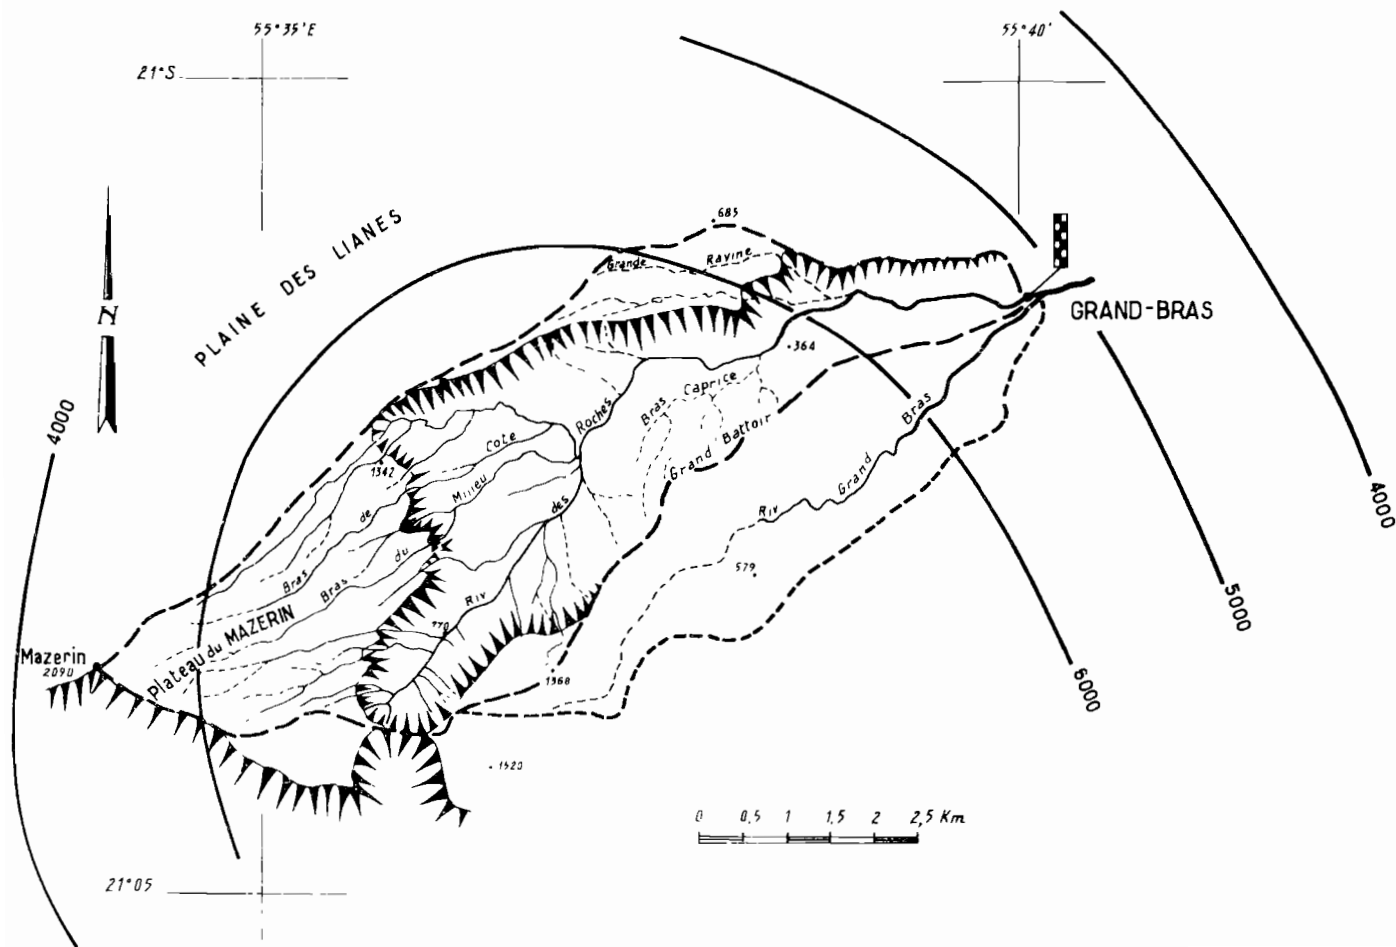 55°35'E
55°40'
21°S
N
PLAINE DES LIANES
.685
Grande Ravine
GRAND-BRAS
.364
Bras Caprice
Grand Battoir
Riv Grand Bras
Riv des Roches
Bras de Cote
Bras du Milieu
1342
770
579.
4000
Mazerin
2090
Plateau du MAZERIN
1368
.1520
4000
5000
6000
0 0,5 1 1,5 2 2,5 Km
21°05